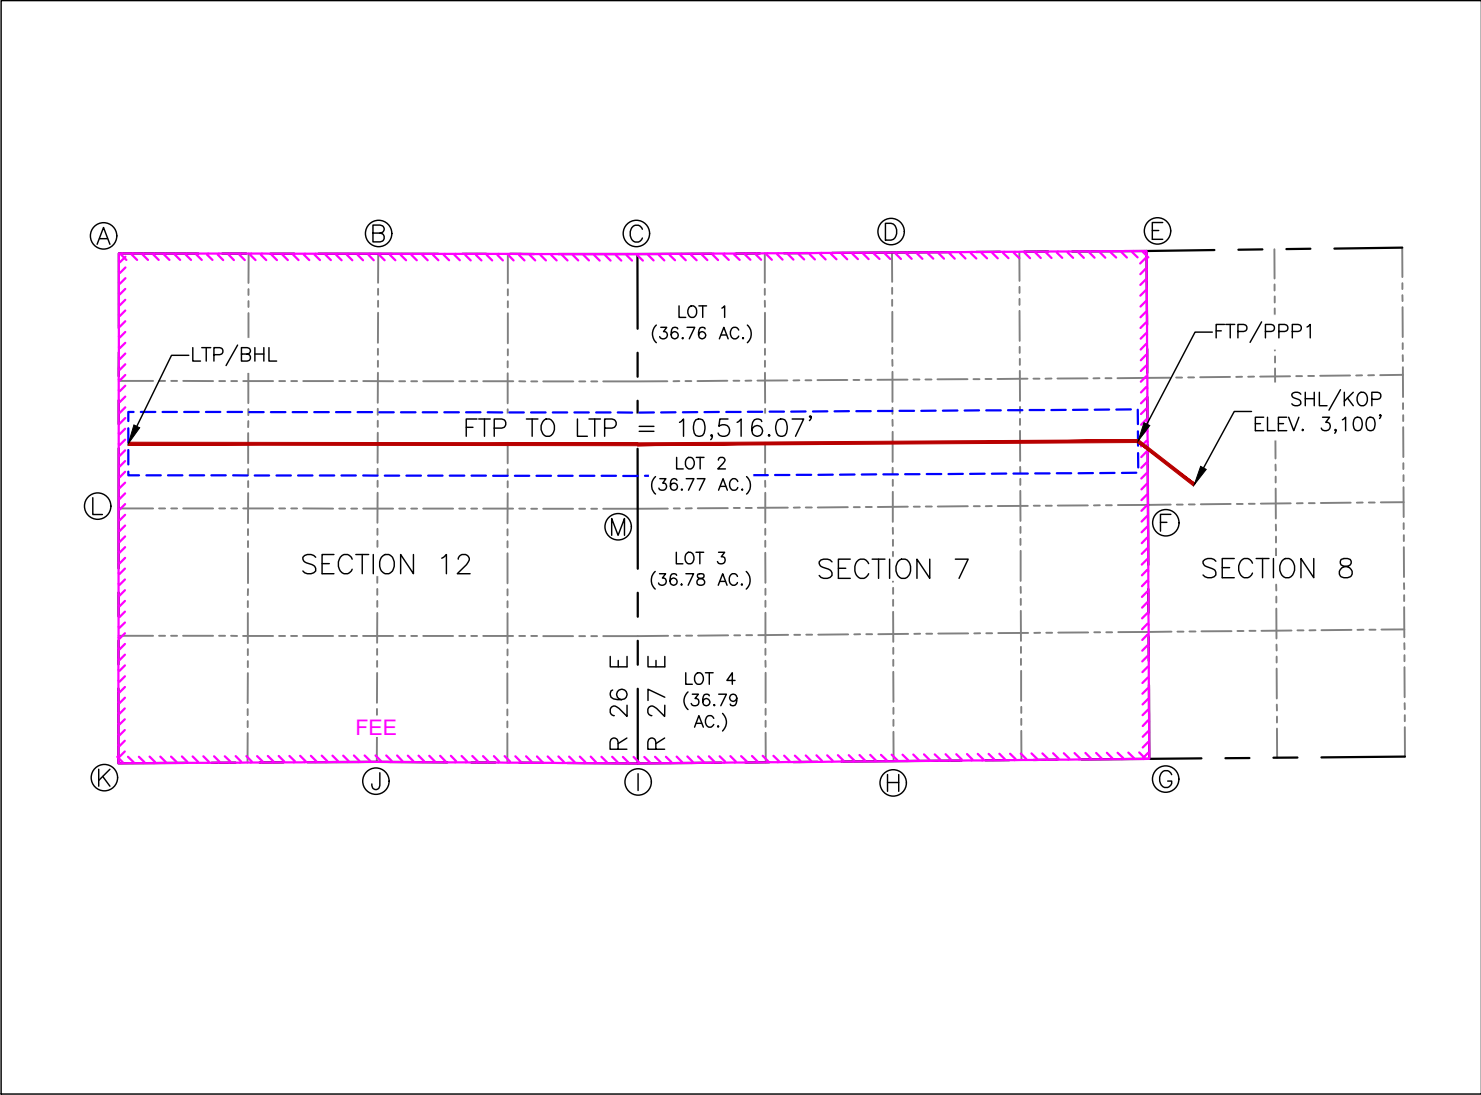 A
B
C
D
E
LOT 1
(36.76 AC.)
LTP/BHL
FTP/PPP1
SHL/KOP
ELEV. 3,100'
FTP TO LTP = 10,516.07'
LOT 2
(36.77 AC.)
L
M
F
SECTION 12
LOT 3
(36.78 AC.)
SECTION 7
SECTION 8
R 26 E
R 27 E
LOT 4
(36.79
AC.)
FEE
K
J
I
H
G